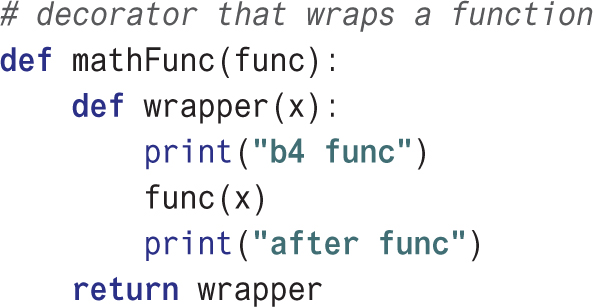 # decorator that wraps a function
def mathFunc(func):
    def wrapper(x):
        print("b4 func")
        func(x)
        print("after func")
    return wrapper